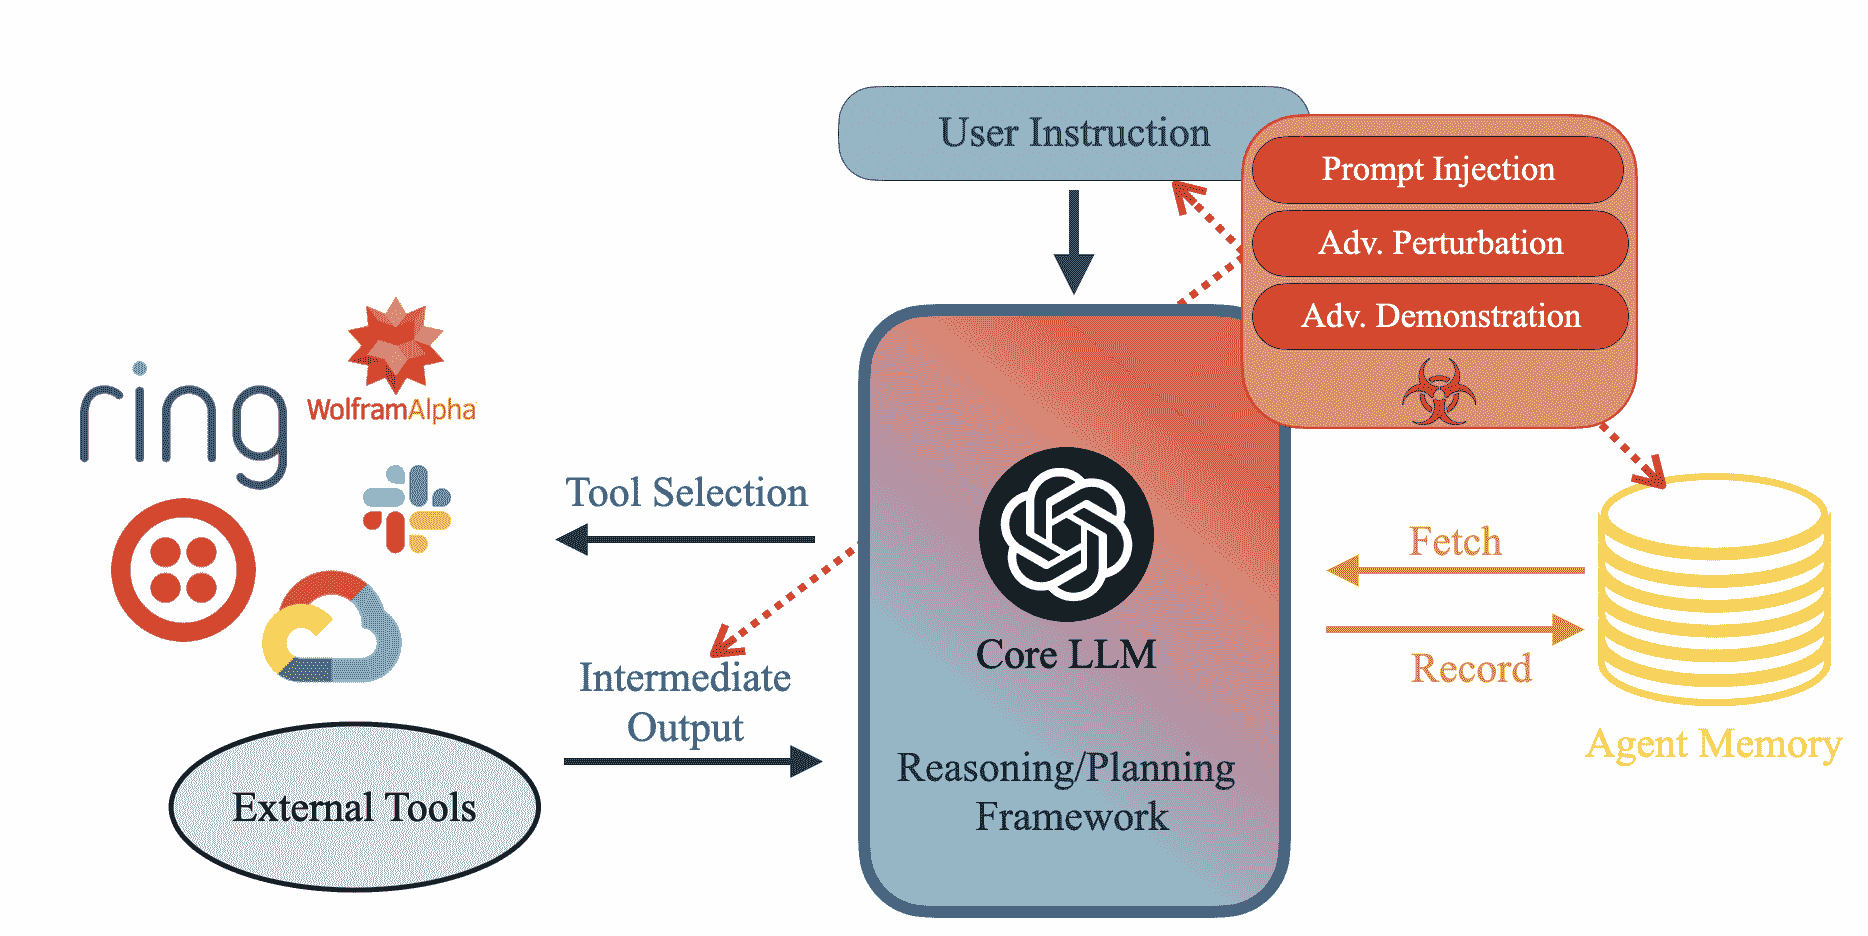 User Instruction
Prompt Injection
Adv. Perturbation
Adv. Demonstration
ring
WolframAlpha
Tool Selection
Intermediate
Output
External Tools
Core LLM
Reasoning/Planning
Framework
Fetch
Record
Agent Memory